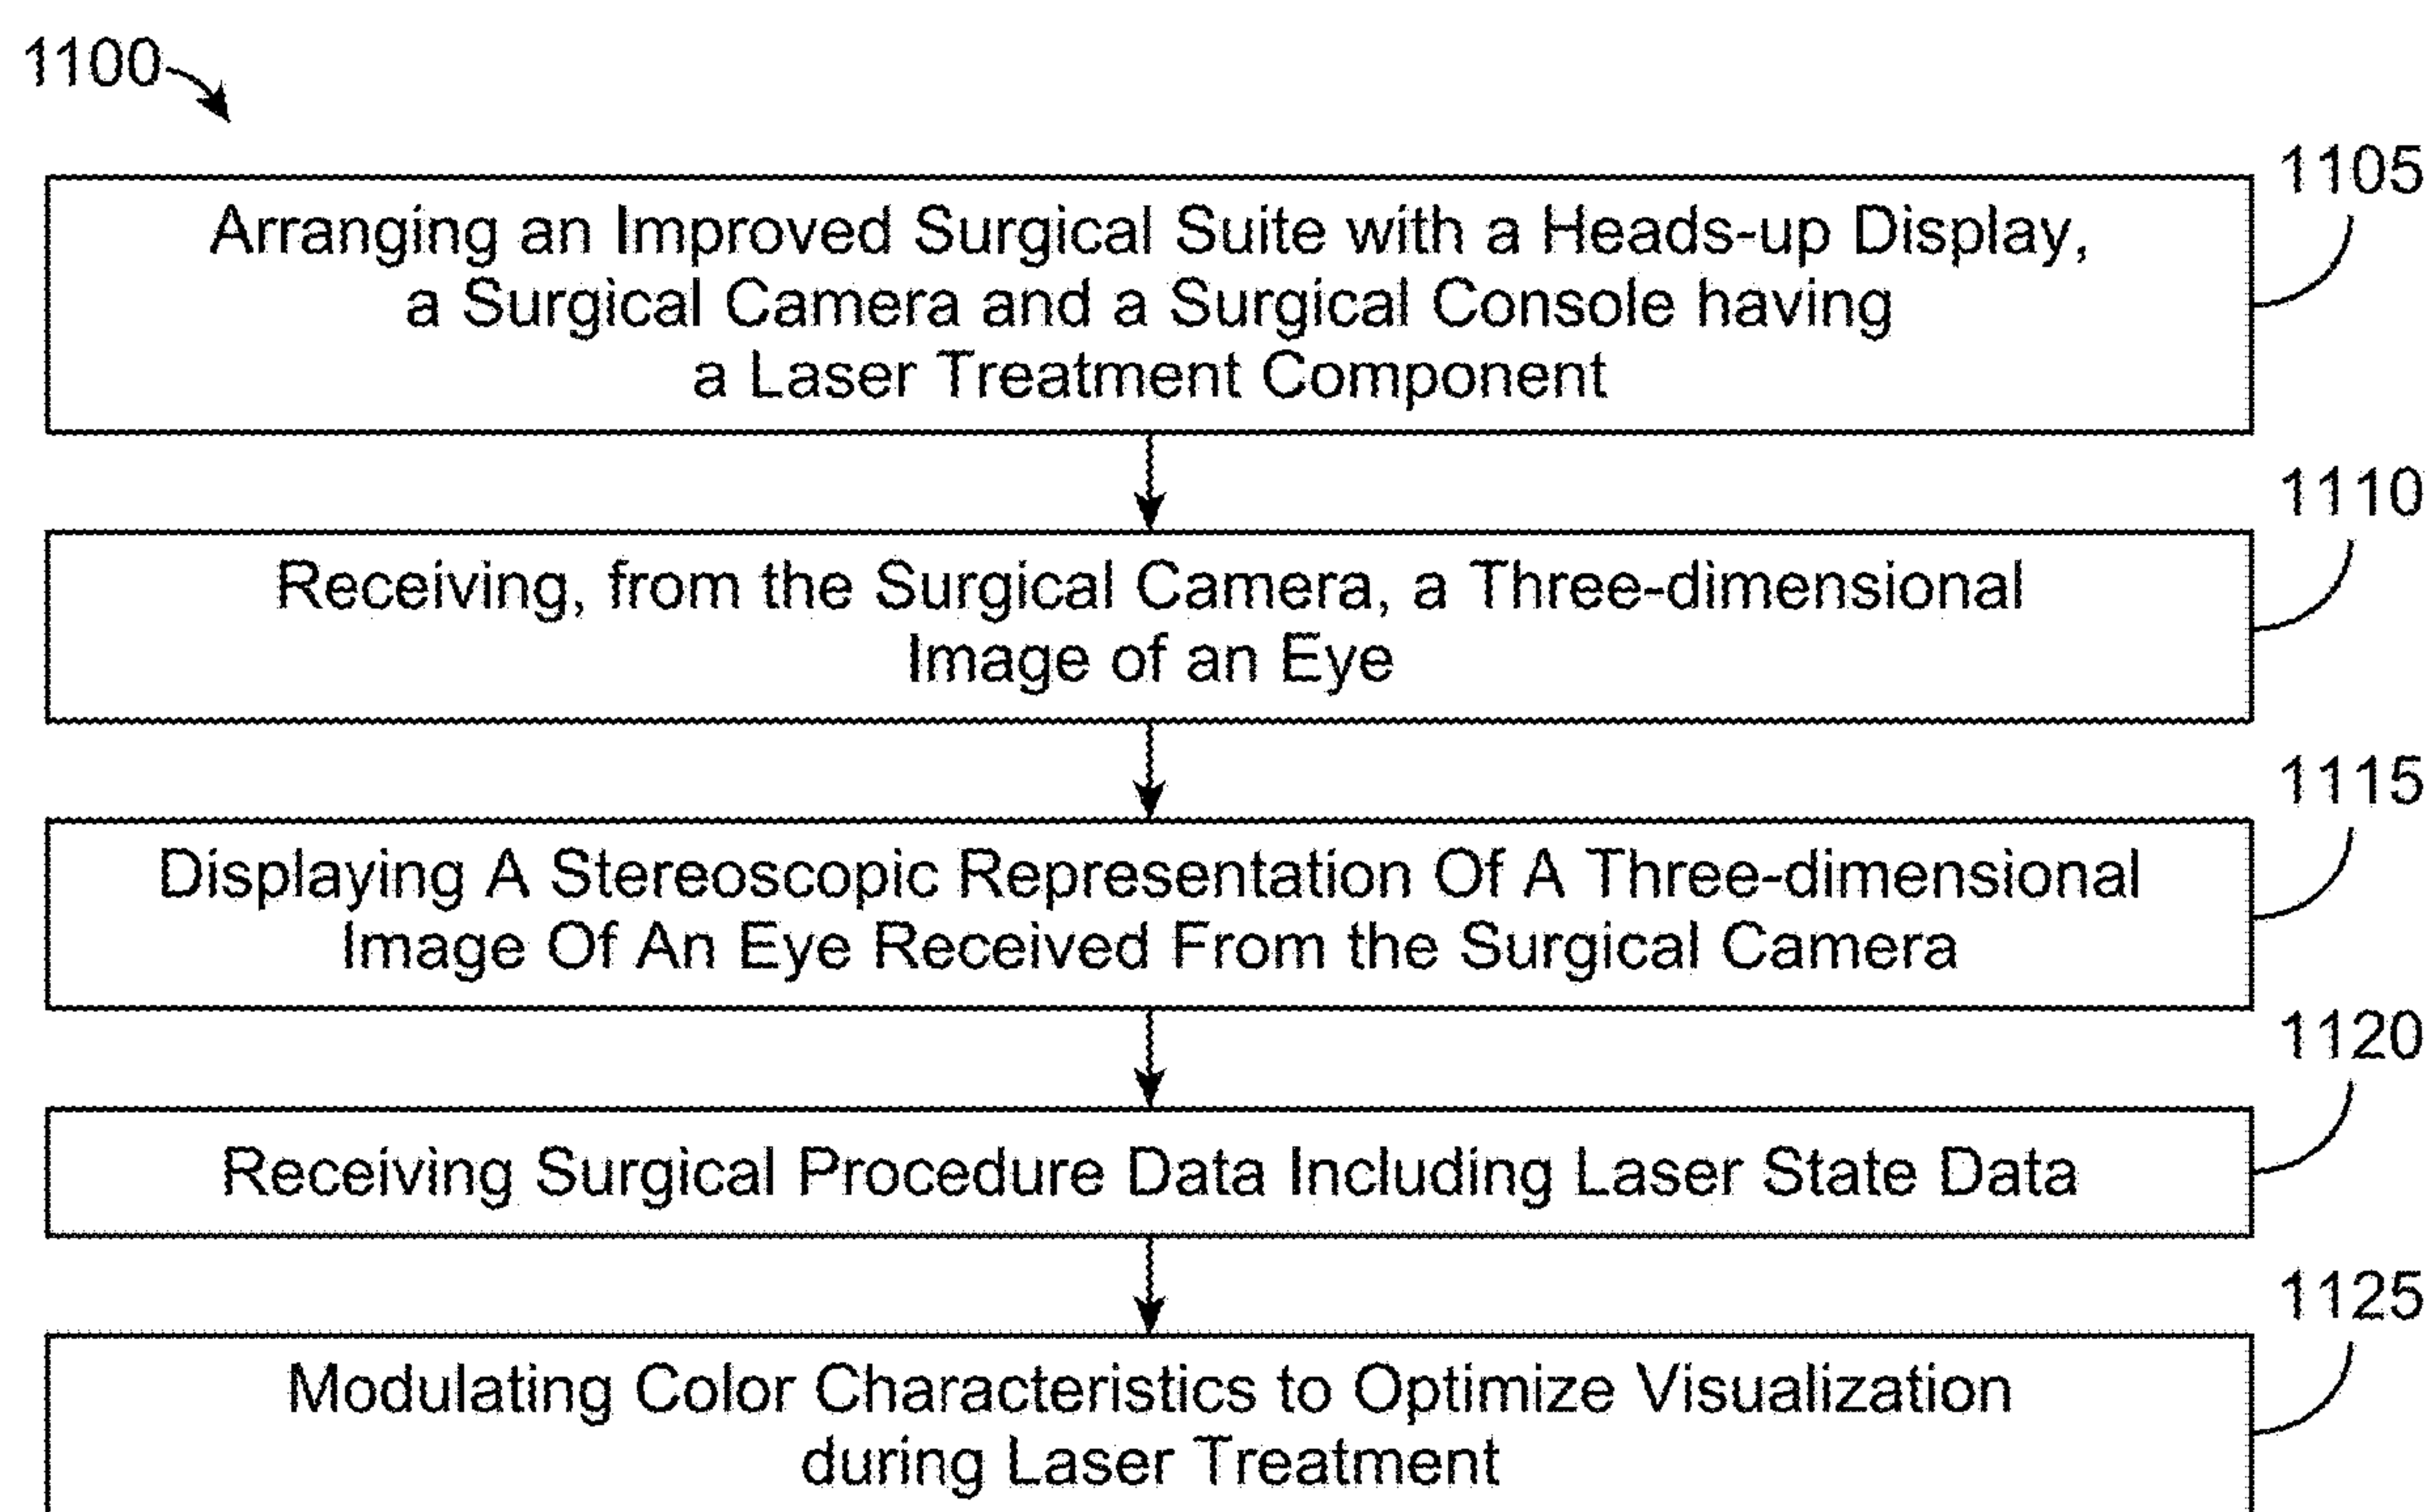 1100
1105
Arranging an Improved Surgical Suite with a Heads-up Display,
a Surgical Camera and a Surgical Console having
a Laser Treatment Component
1110
Receiving, from the Surgical Camera, a Three-dimensional
Image of an Eye
1115
Displaying A Stereoscopic Representation Of A Three-dimensional
Image Of An Eye Received From the Surgical Camera
1120
Receiving Surgical Procedure Data Including Laser State Data
1125
Modulating Color Characteristics to Optimize Visualization
during Laser Treatment